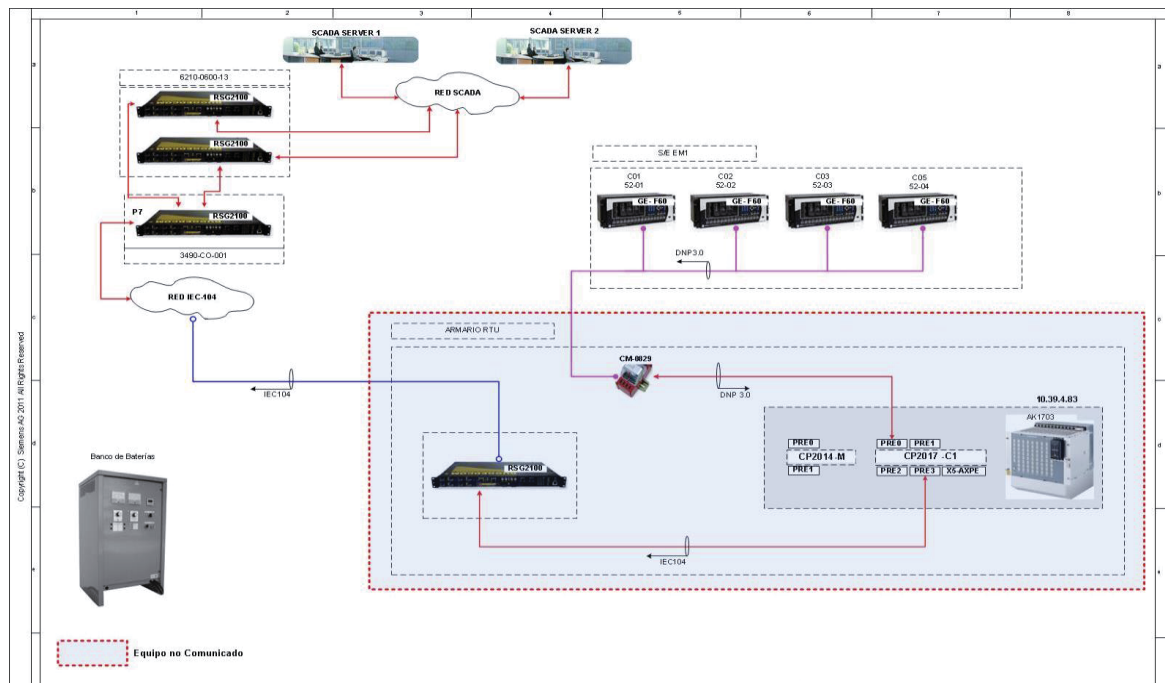 1 2 3 4 5 6 7 8
SCADA SERVER 1
SCADA SERVER 2
6210-0600-13
RSG2100
RED SCADA
RSG2100
S/E EM1
C01
52-01
C02
52-02
C03
52-03
C05
52-04
GE - F60
GE - F60
GE - F60
GE - F60
P7
RSG2100
3490-CO-001
DNP3.0
RED IEC-104
ARMARIO RTU
CM-0829
IEC104
DNP 3.0
10.39.4.83
AK1703
PRE0
CP2014 -M
PRE1
PRE0
PRE1
CP2017 -C1
PRE2
PRE3
X5-AXPE
RSG2100
Banco de Baterías
IEC104
Equipo no Comunicado
Copyright (C) Siemens AG 2011 All Rights Reserved